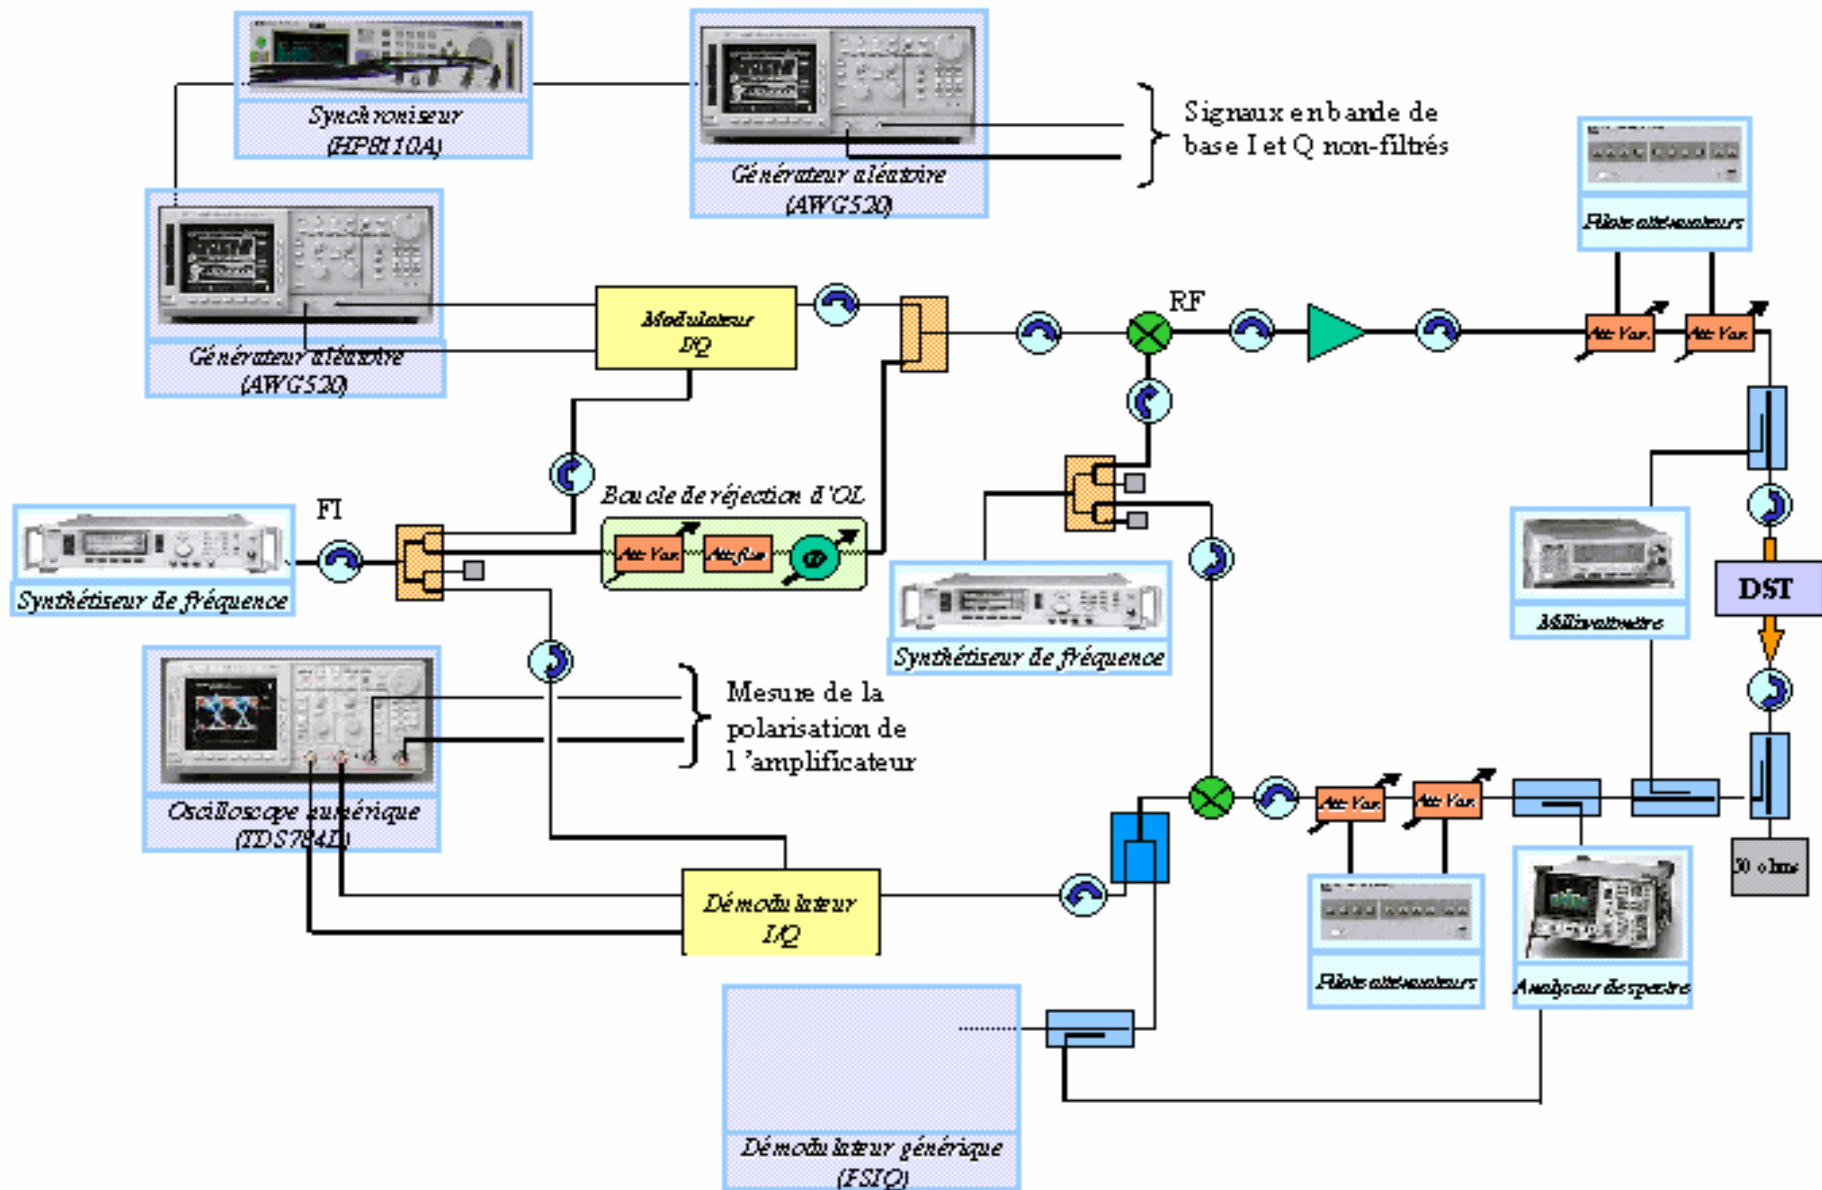 Synchroniseur
(HP8110A)
Générateur aléatoire
(AWG520)
Signaux en bande de
base I et Q non-filtrés
Pilote atténuateurs
Générateur aléatoire
(AWG520)
Modulateur
I/Q
RF
Att Var.
Att Var.
FI
Boucle de réjection d'OL
Att Var.
Att fixe
Φ
Synthétiseur de fréquence
Synthétiseur de fréquence
Milliwattmètre
DST
Mesure de la
polarisation de
l'amplificateur
Oscilloscope numérique
(TDS784D)
Att Var.
Att Var.
50 ohms
Démodulateur
I/Q
Pilote atténuateurs
Analyseur de spectre
Démodulateur générique
(FSIQ)